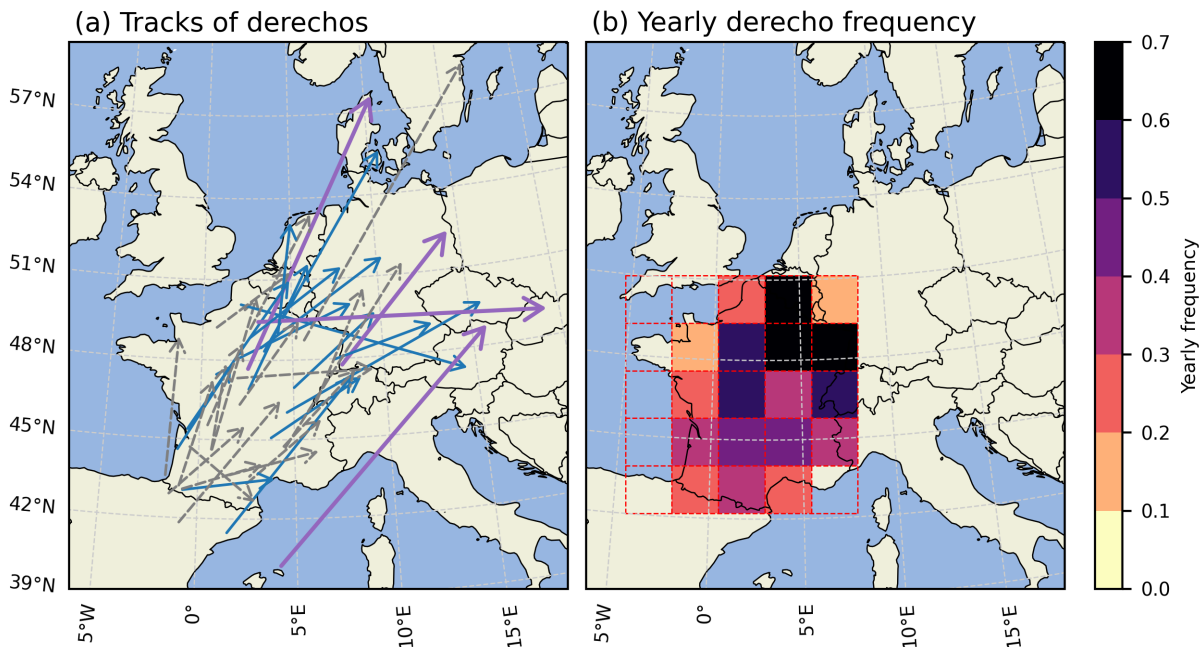 (a) Tracks of derechos
(b) Yearly derecho frequency
57°N
54°N
51°N
48°N
45°N
42°N
39°N
5°W
0°
5°E
10°E
15°E
5°W
0°
5°E
10°E
15°E
0.7
0.6
0.5
0.4
0.3
0.2
0.1
0.0
Yearly frequency